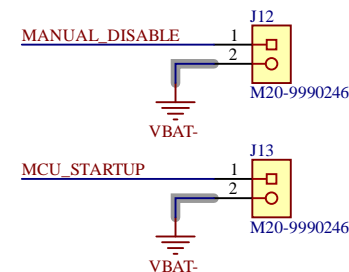 J12
MANUAL_DISABLE 1
2
M20-9990246
VBAT-
J13
MCU_STARTUP 1
2
M20-9990246
VBAT-